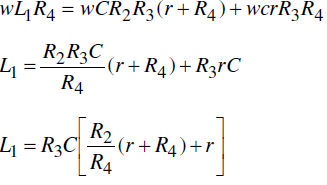 wL₁R₄ = wCR₂R₃(r + R₄) + wcrR₃R₄
L₁ = R₂R₃C/R₄ (r + R₄) + R₃rC
L₁ = R₃C[R₂/R₄ (r + R₄) + r]